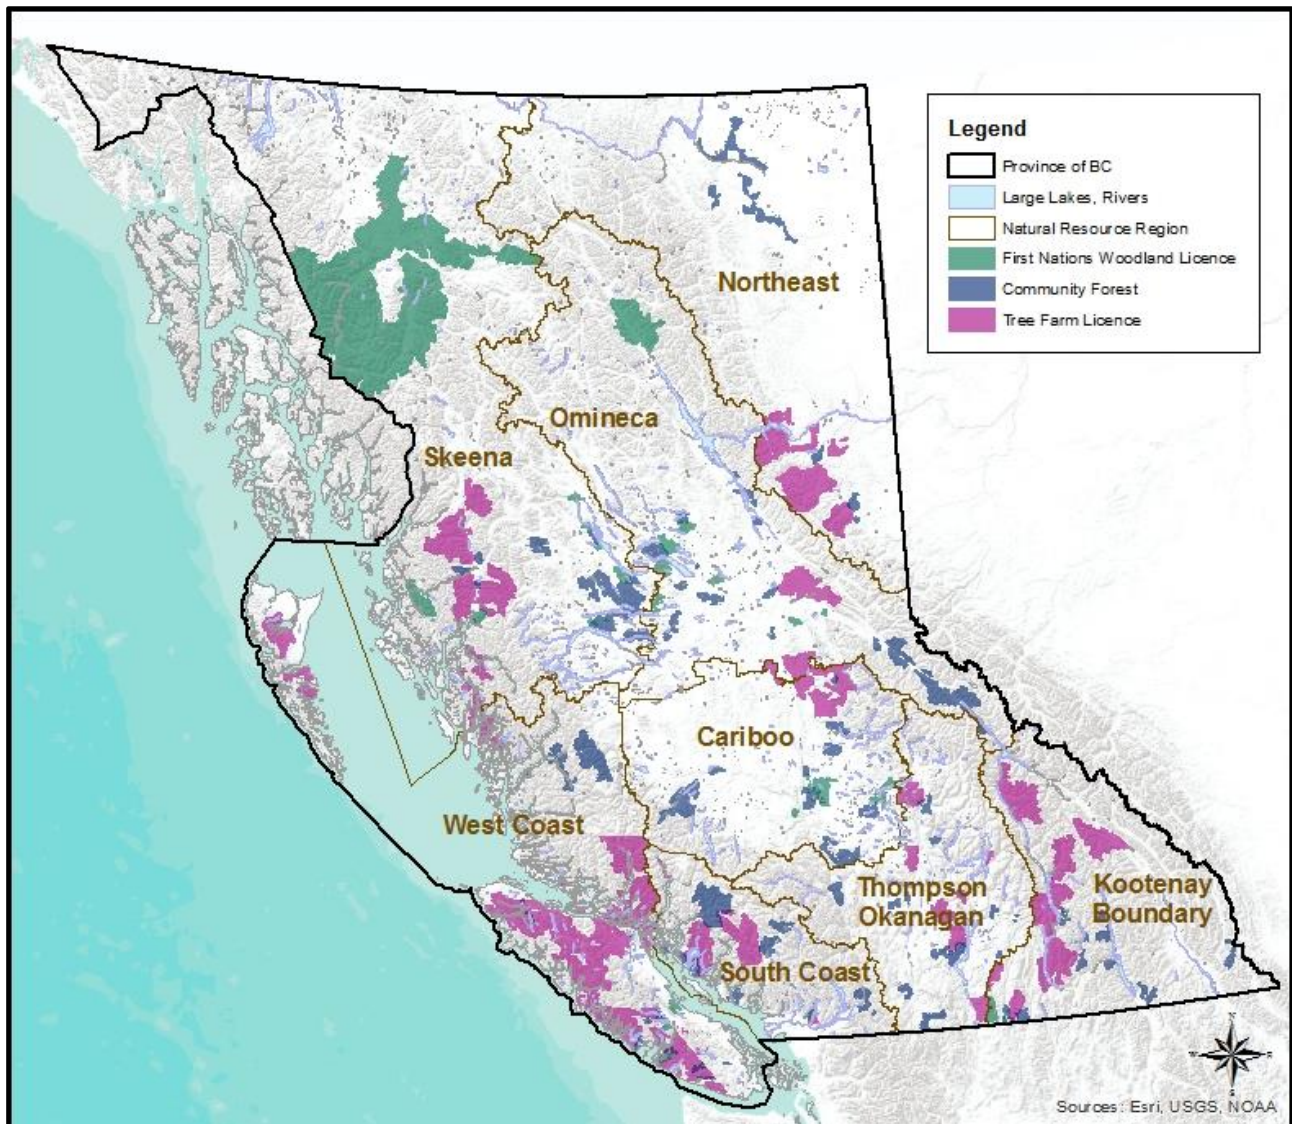 Legend
Province of BC
Large Lakes, Rivers
Natural Resource Region
First Nations Woodland Licence
Community Forest
Tree Farm Licence
Northeast
Omineca
Skeena
Cariboo
West Coast
Thompson
Okanagan
Kootenay
Boundary
South Coast
N
W
E
S
Sources: Esri, USGS, NOAA